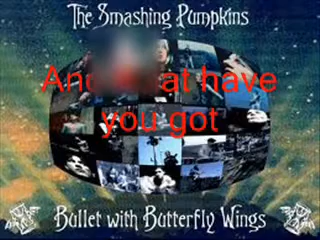 The Smashing Pumpkins
have
you got
Bullet with Butterfly Wings